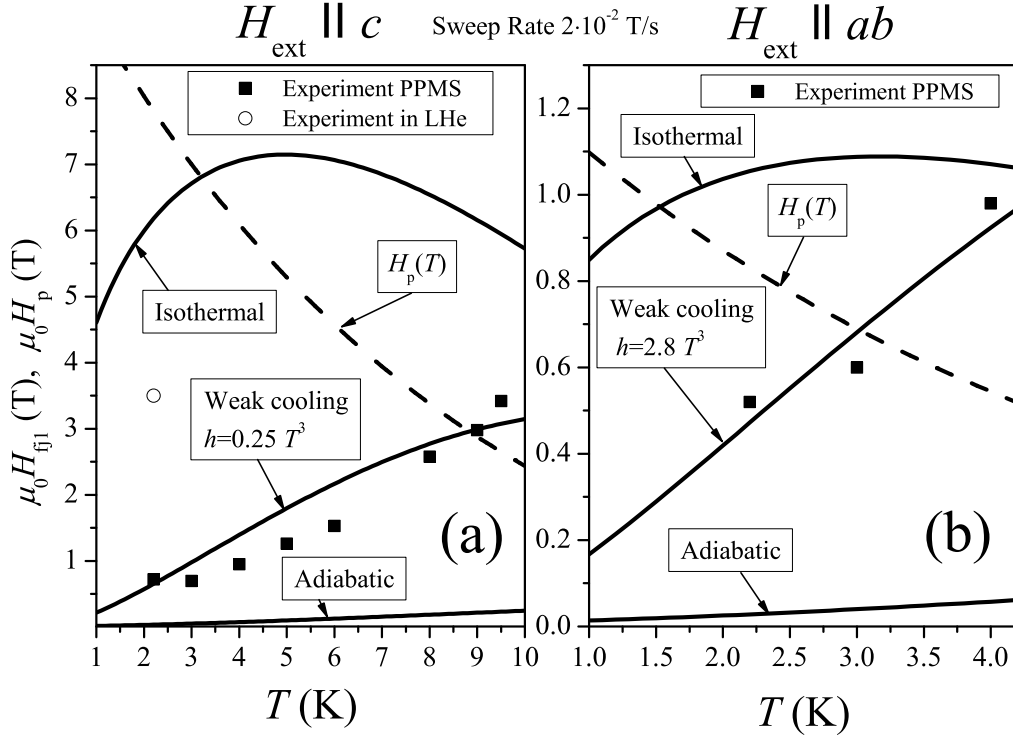 H_ext ǁ c Sweep Rate 2·10⁻² T/s H_ext ǁ ab
Experiment PPMS
Experiment in LHe
Isothermal
H_p(T)
Weak cooling
h=0.25 T³
Adiabatic
(a)
8
7
6
5
4
3
2
1
μ₀H_fj1 (T), μ₀H_p (T)
1 2 3 4 5 6 7 8 9 10
T (K)
Experiment PPMS
Isothermal
H_p(T)
Weak cooling
h=2.8 T³
Adiabatic
(b)
1.2
1.0
0.8
0.6
0.4
0.2
0.0
1.0 1.5 2.0 2.5 3.0 3.5 4.0
T (K)